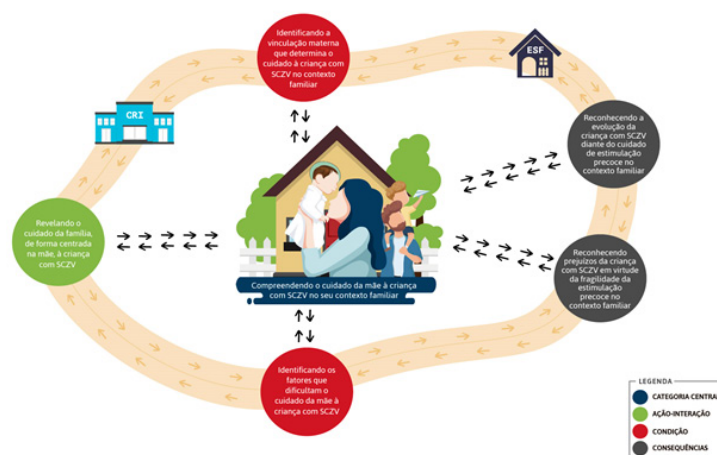 Identificando a
vinculação materna
que determina o
cuidado à criança com
SCZV no contexto
familiar
ESF
CRI
Reconhecendo a
evolução da
criança com SCZV
diante do cuidado
de estimulação
precoce no
contexto familiar
Revelando o
cuidado da família,
de forma centrada
na mãe, à criança
com SCZV
Compreendendo o cuidado da mãe à criança
com SCZV no seu contexto familiar
Reconhecendo
prejuízos da criança
com SCZV em virtude
da fragilidade da
estimulação
precoce no
contexto familiar
Identificando os
fatores que
dificultam o
cuidado da mãe à
criança com SCZV
LEGENDA
CATEGORIA CENTRAL
AÇÃO-INTERAÇÃO
CONDIÇÃO
CONSEQUÊNCIAS